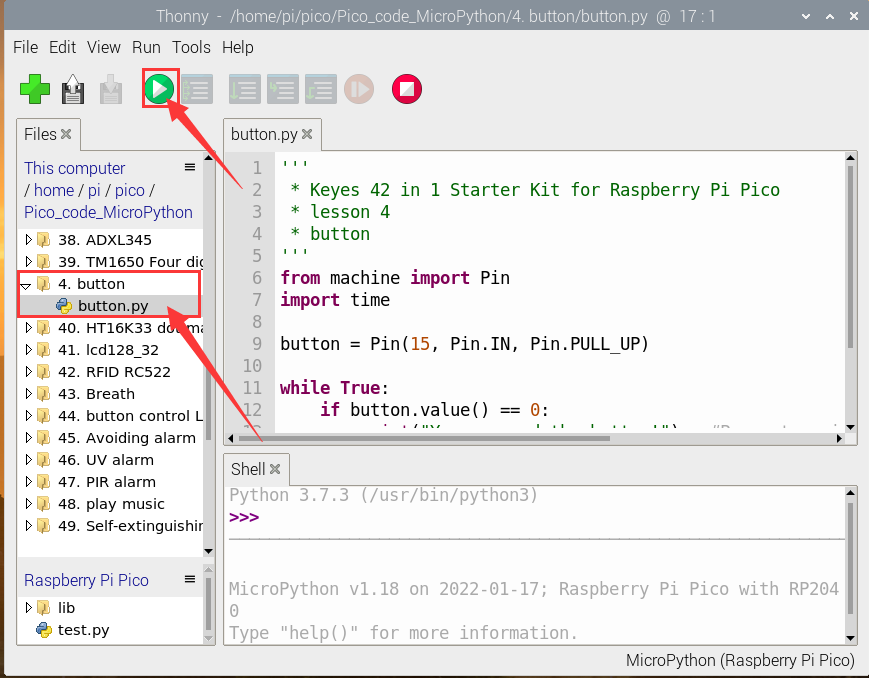 Thonny - /home/pi/pico/Pico_code_MicroPython/4. button/button.py @ 17 : 1
File Edit View Run Tools Help
Files
This computer
/ home / pi / pico /
Pico_code_MicroPython
38. ADXL345
39. TM1650 Four dig
4. button
button.py
40. HT16K33 dot ma
41. lcd128_32
42. RFID RC522
43. Breath
44. button control L
45. Avoiding alarm
46. UV alarm
47. PIR alarm
48. play music
49. Self-extinguishin
Raspberry Pi Pico
lib
test.py
button.py
1 '''
2 * Keyes 42 in 1 Starter Kit for Raspberry Pi Pico
3 * lesson 4
4 * button
5 '''
6 from machine import Pin
7 import time
8
9 button = Pin(15, Pin.IN, Pin.PULL_UP)
10
11 while True:
12 if button.value() == 0:
Shell
Python 3.7.3 (/usr/bin/python3)
>>>
MicroPython v1.18 on 2022-01-17; Raspberry Pi Pico with RP204
0
Type "help()" for more information.
MicroPython (Raspberry Pi Pico)